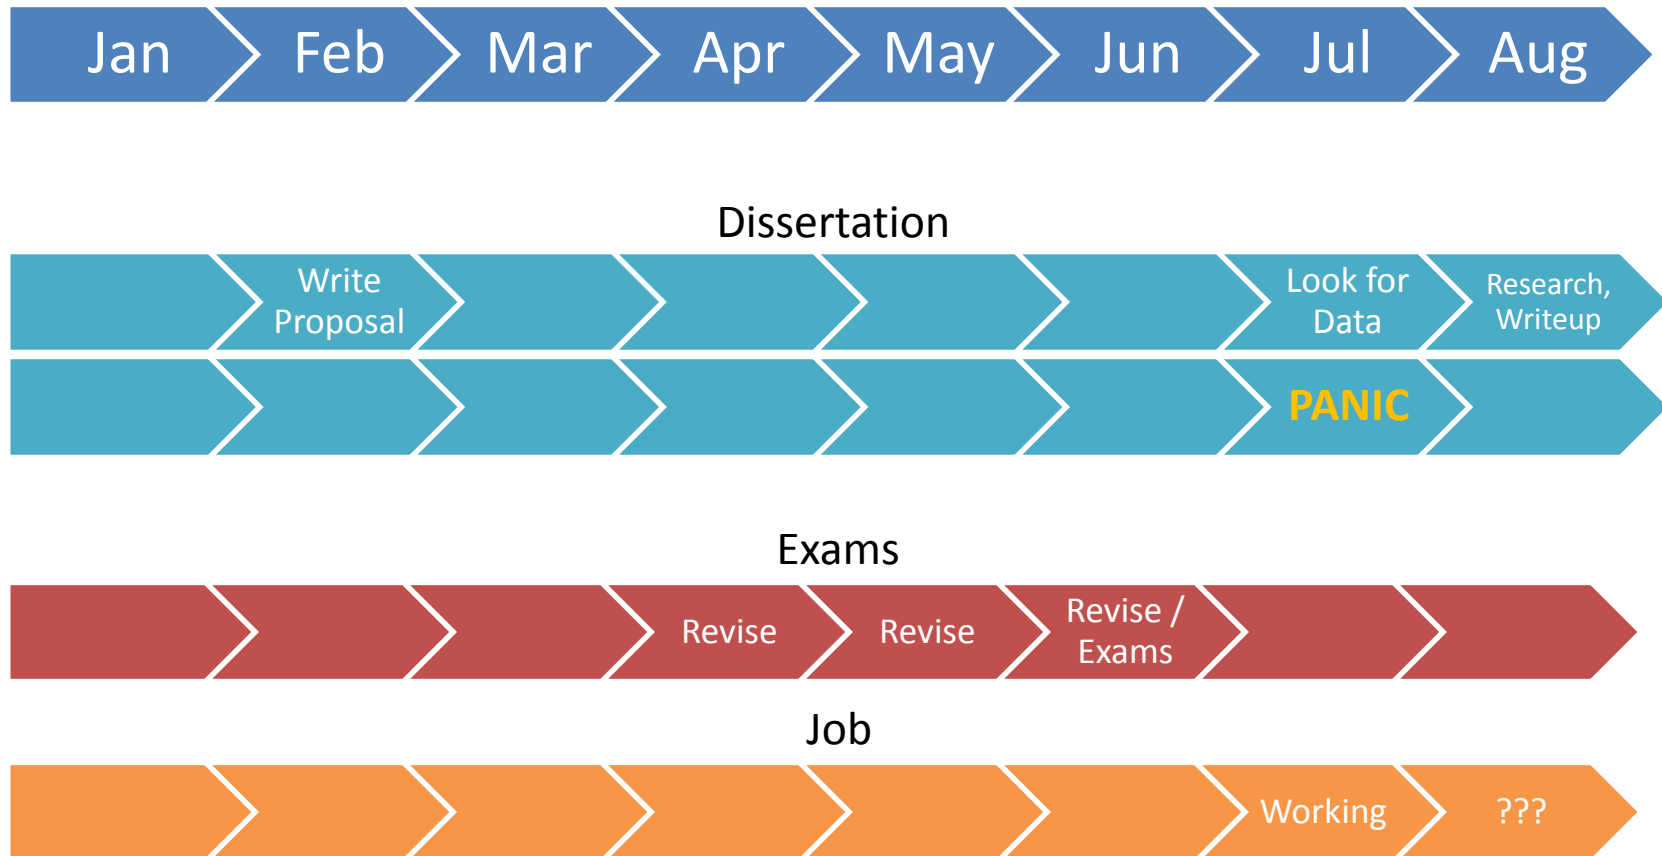 Jan Feb Mar Apr May Jun Jul Aug
Dissertation
Write
Proposal
Look for
Data
Research,
Writeup
PANIC
Exams
Revise
Revise
Revise /
Exams
Job
Working
???